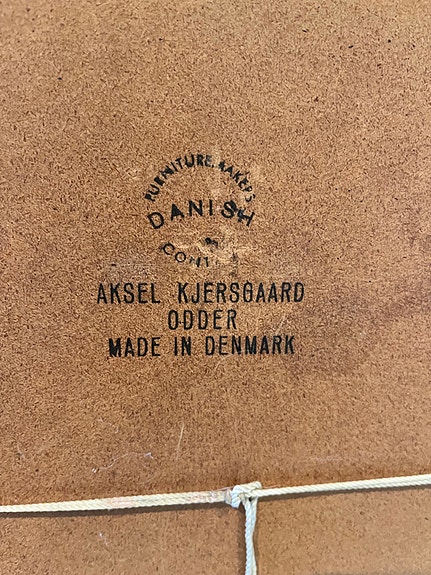 FURNITURE MAKERS
DANISH
AKSEL KJERSGAARD
ODDER
MADE IN DENMARK